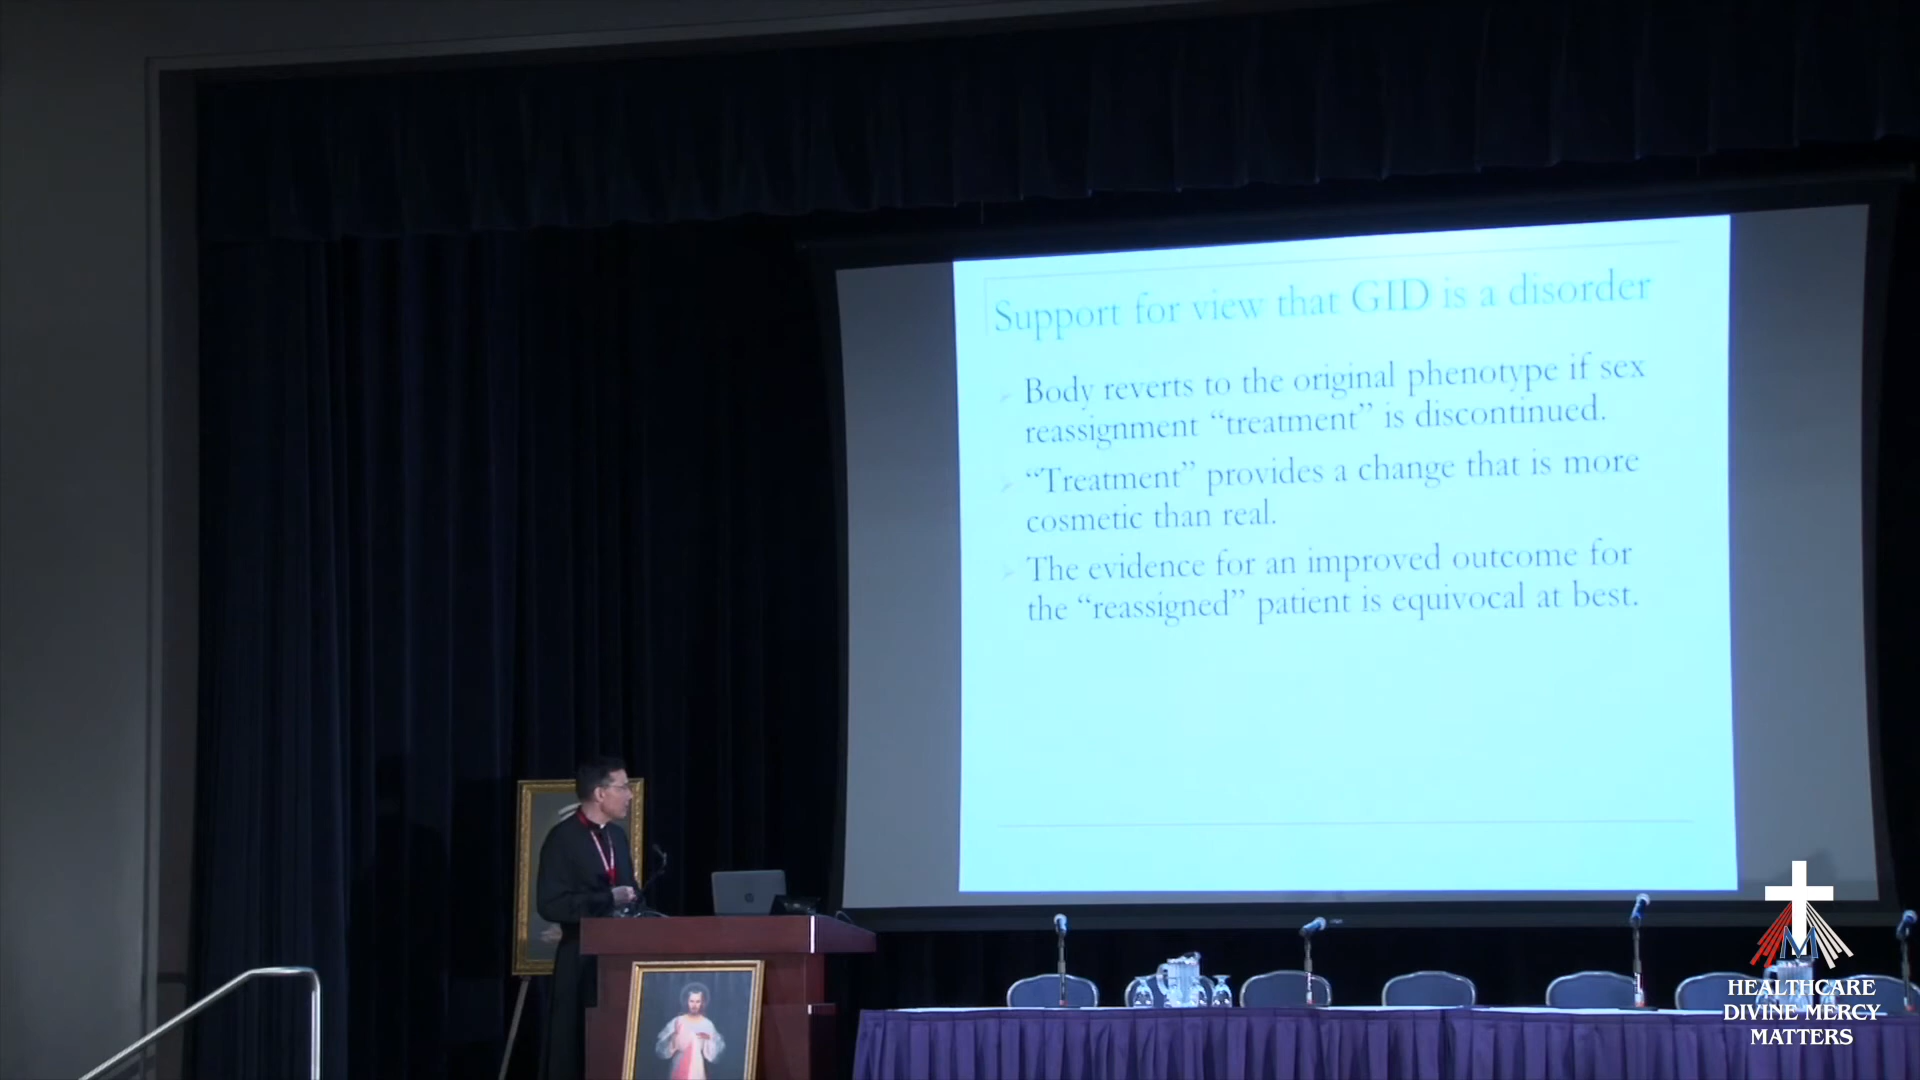 Support for view that GID is a disorder
Body reverts to the original phenotype if sex
reassignment “treatment” is discontinued.
“Treatment” provides a change that is more
cosmetic than real.
The evidence for an improved outcome for
the “reassigned” patient is equivocal at best.
HEALTHCARE
DIVINE MERCY
MATTERS